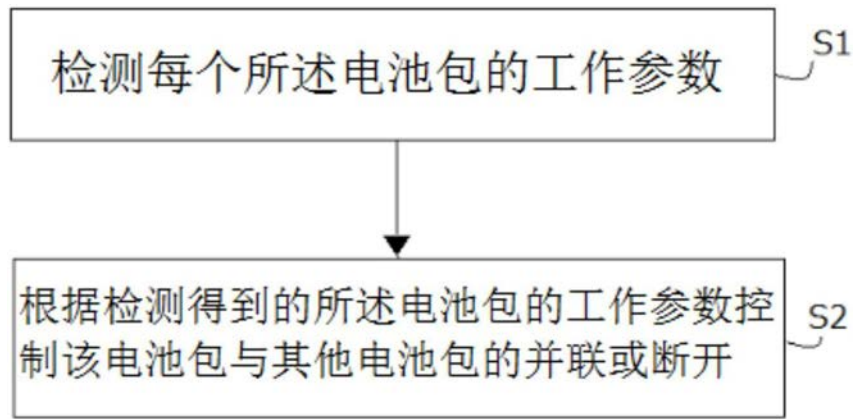 检测每个所述电池包的工作参数
S1
根据检测得到的所述电池包的工作参数控
制该电池包与其他电池包的并联或断开
S2